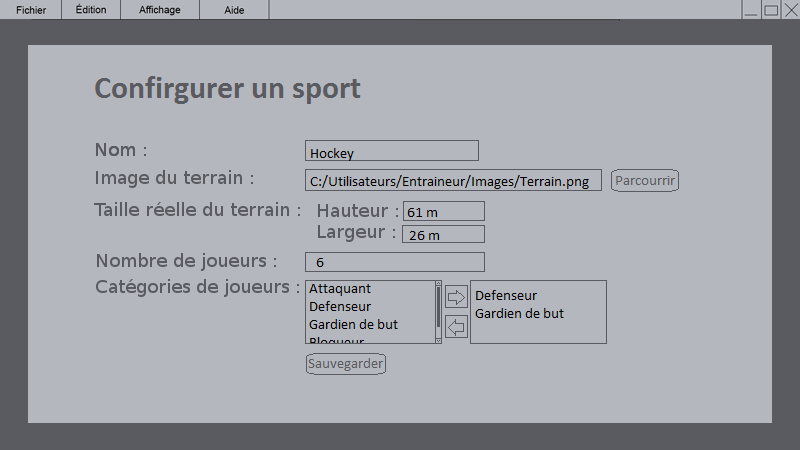 Fichier Édition Affichage Aide
Confirgurer un sport
Nom : Hockey
Image du terrain : C:/Utilisateurs/Entraineur/Images/Terrain.png Parcourrir
Taille réelle du terrain : Hauteur : 61 m
Largeur : 26 m
Nombre de joueurs : 6
Catégories de joueurs : Attaquant
Defenseur Defenseur
Gardien de but Gardien de but
Bloqueur
Sauvegarder